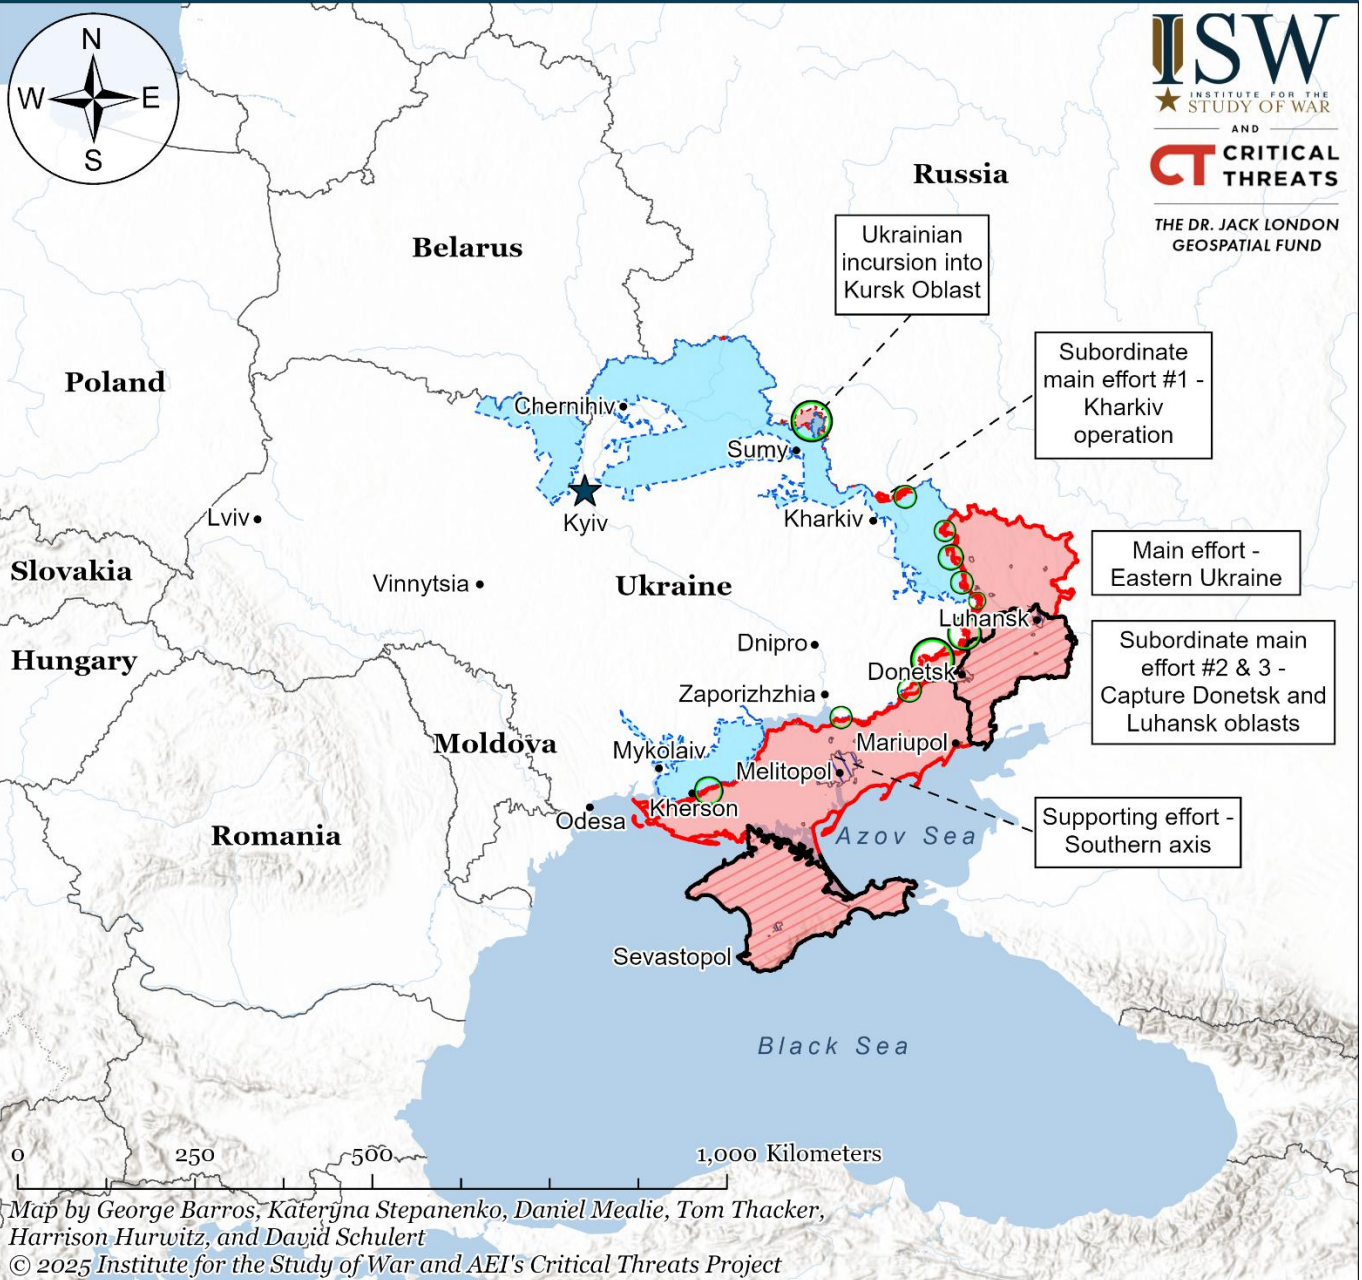 N
W
E
S
ISW
INSTITUTE FOR THE
STUDY OF WAR
AND
CT CRITICAL
THREATS
THE DR. JACK LONDON
GEOSPATIAL FUND
Russia
Belarus
Ukrainian
incursion into
Kursk Oblast
Subordinate
main effort #1 -
Kharkiv
operation
Poland
Chernihiv
Sumy
Lviv
Kyiv
Kharkiv
Main effort -
Eastern Ukraine
Slovakia
Vinnytsia
Ukraine
Luhansk
Hungary
Dnipro
Donetsk
Subordinate main
effort #2 & 3 -
Capture Donetsk and
Luhansk oblasts
Zaporizhzhia
Moldova
Mykolaiv
Mariupol
Melitopol
Kherson
Odesa
Romania
Azov Sea
Supporting effort -
Southern axis
Sevastopol
Black Sea
0 250 500 1,000 Kilometers
Map by George Barros, Kateryna Stepanenko, Daniel Mealie, Tom Thacker,
Harrison Hurwitz, and David Schulert
© 2025 Institute for the Study of War and AEI's Critical Threats Project